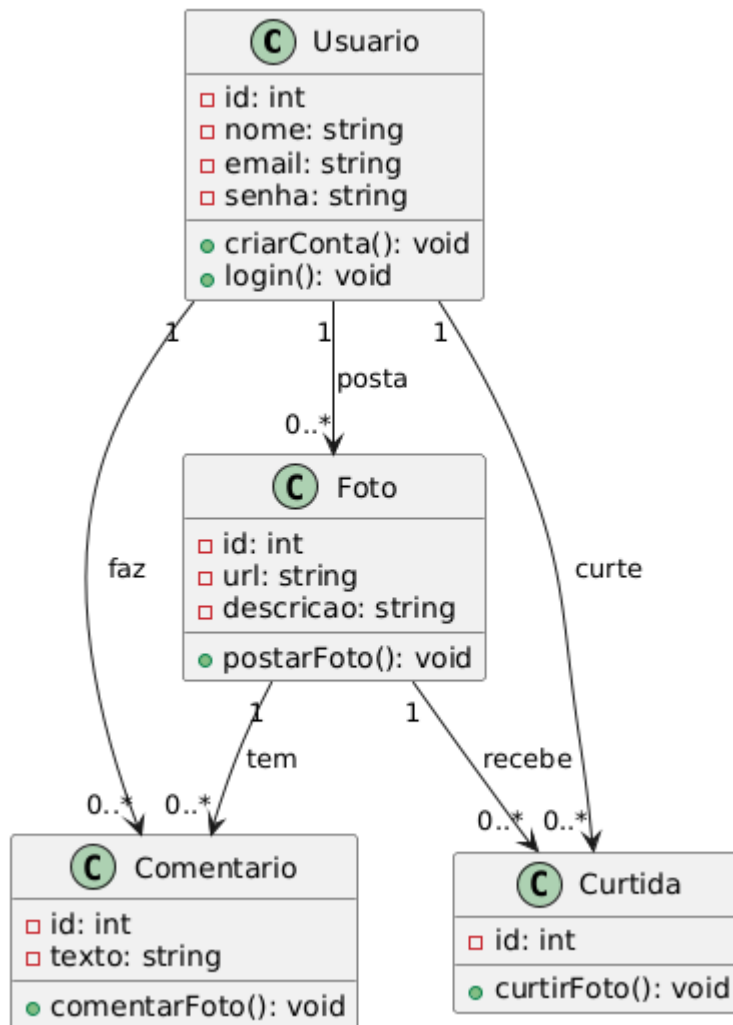 C Usuario
id: int
nome: string
email: string
senha: string
criarConta(): void
login(): void
1 1 1
posta
0..*
C Foto
id: int
url: string
descricao: string
postarFoto(): void
faz
curte
1 1
tem
recebe
0..* 0..*
0..* 0..*
C Comentario
id: int
texto: string
comentarFoto(): void
C Curtida
id: int
curtirFoto(): void